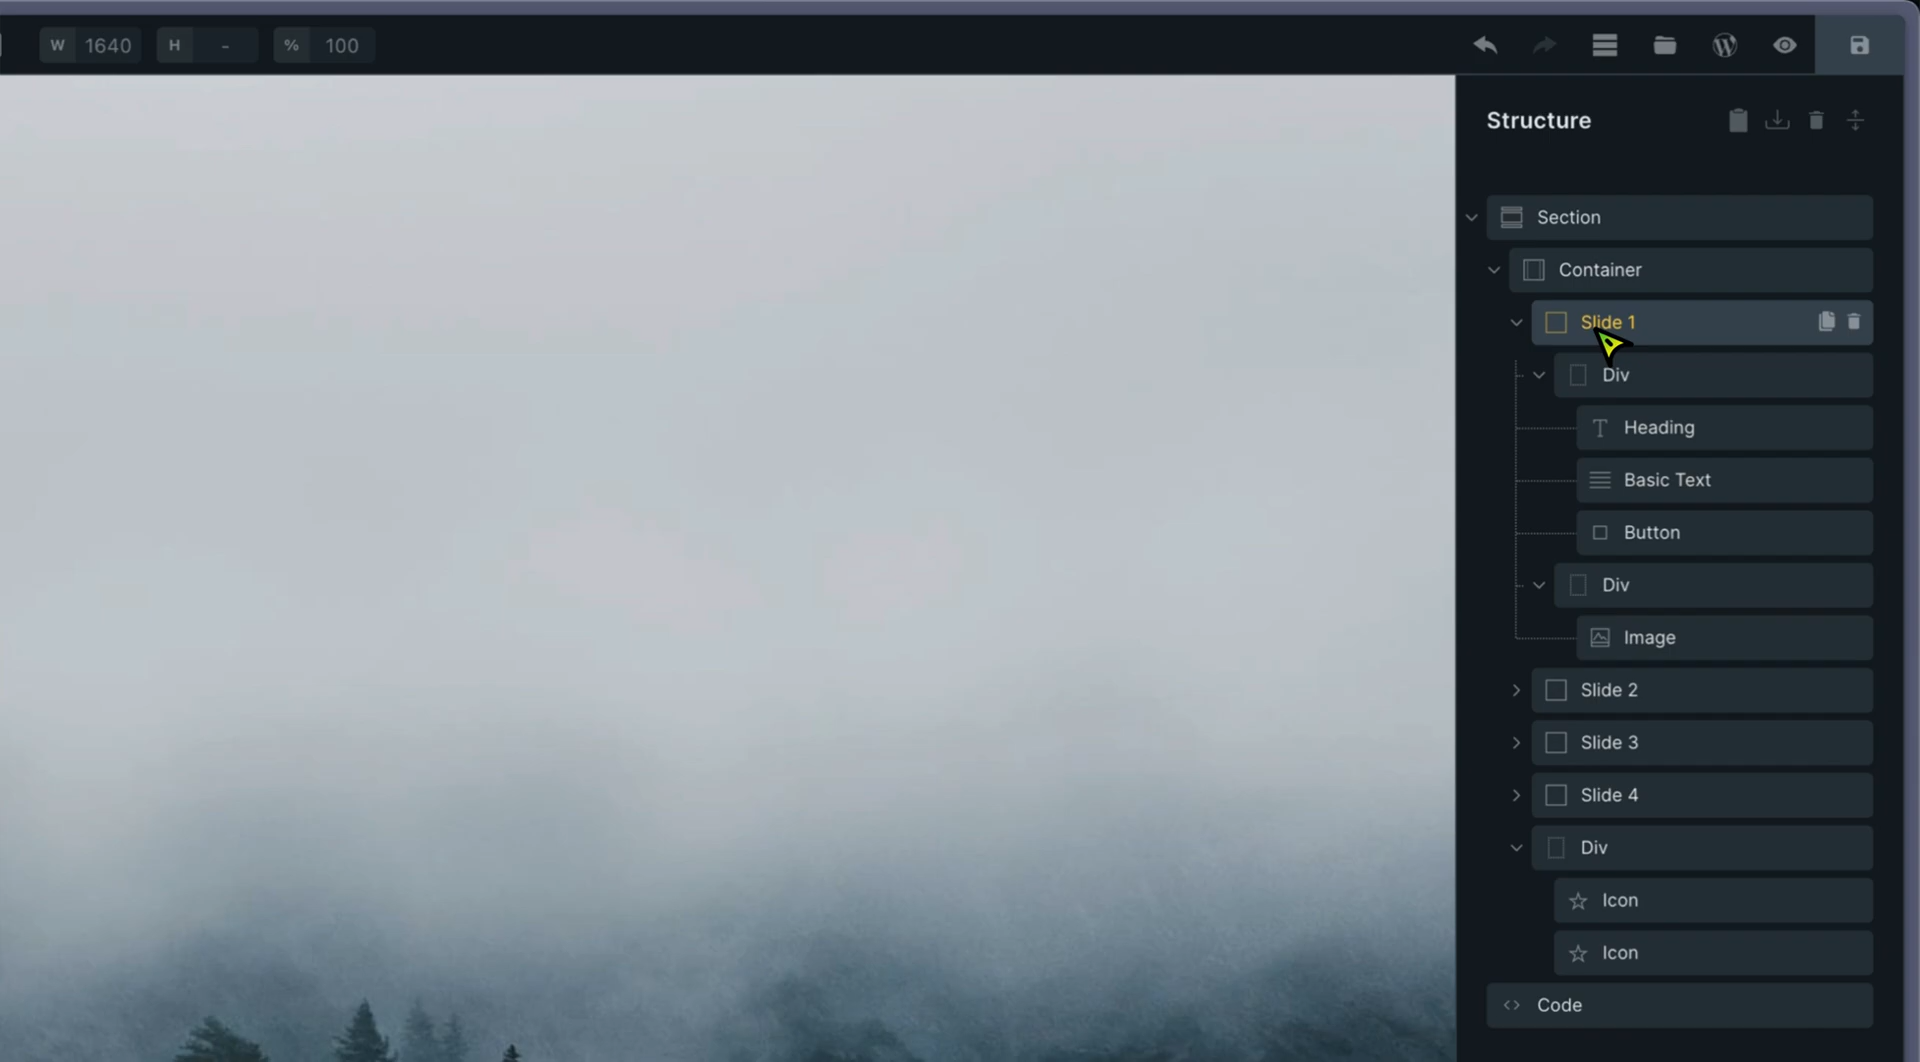 W 1640 H - % 100
Structure
Section
Container
Slide 1
Div
Heading
Basic Text
Button
Div
Image
Slide 2
Slide 3
Slide 4
Div
Icon
Icon
Code